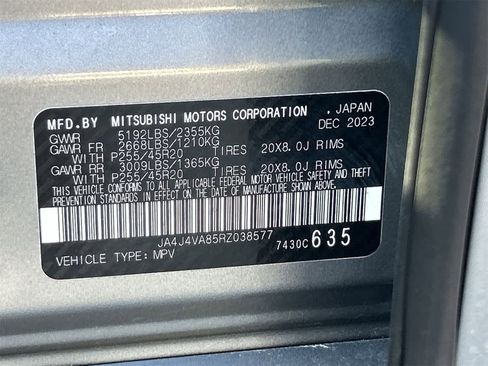 MFD.BY MITSUBISHI MOTORS CORPORATION , JAPAN
GVWR 5192LBS/2355KG DEC 2023
GAWR FR 2668LBS/1210KG
WITH P255/45R20 TIRES 20X8.0J RIMS
GAWR RR 3009LBS/1365KG
WITH P255/45R20 TIRES 20X8.0J RIMS
THIS VEHICLE CONFORMS TO ALL APPLICABLE FEDERAL MOTOR VEHICLE SAFETY, BUMPER, AND THEFT
PREVENTION STANDARDS IN EFFECT ON THE DATE OF MANUFACTURE SHOWN ABOVE.
JA4J4VA85RZ038577 7430C635
VEHICLE TYPE: MPV